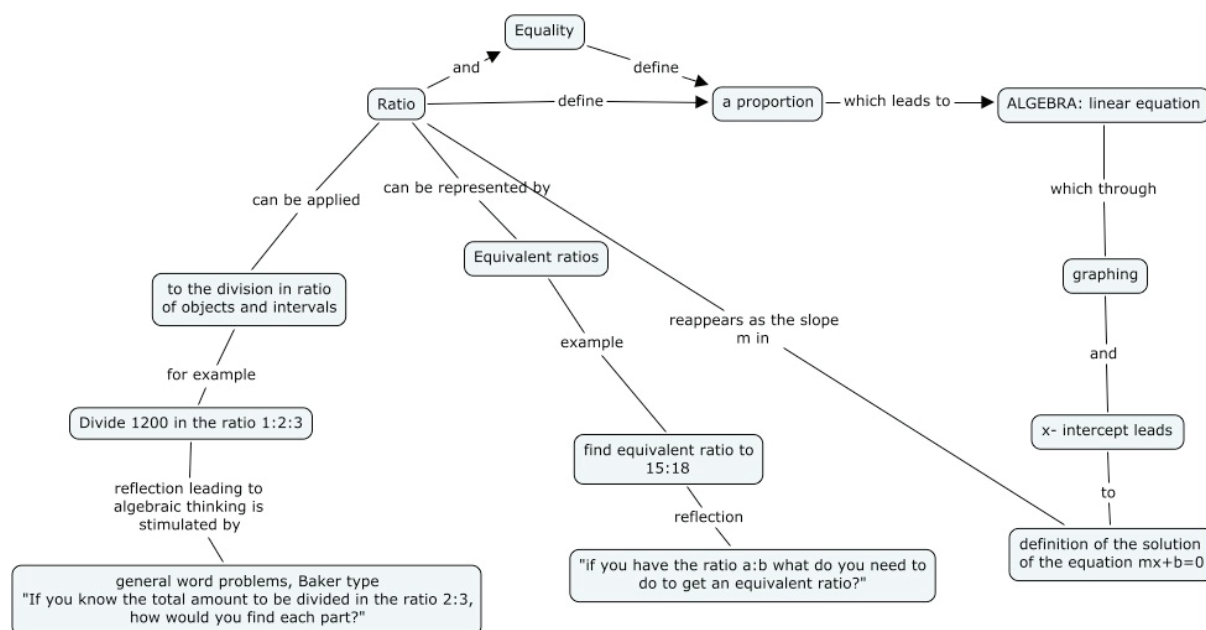 Equality
and
define
Ratio
define
a proportion
which leads to
ALGEBRA: linear equation
can be applied
can be represented by
which through
to the division in ratio
of objects and intervals
Equivalent ratios
graphing
reappears as the slope
m in
for example
example
and
Divide 1200 in the ratio 1:2:3
find equivalent ratio to
15:18
x- intercept leads
reflection leading to
algebraic thinking is
stimulated by
reflection
to
general word problems, Baker type
"If you know the total amount to be divided in the ratio 2:3,
how would you find each part?"
"if you have the ratio a:b what do you need to
do to get an equivalent ratio?"
definition of the solution
of the equation mx+b=0